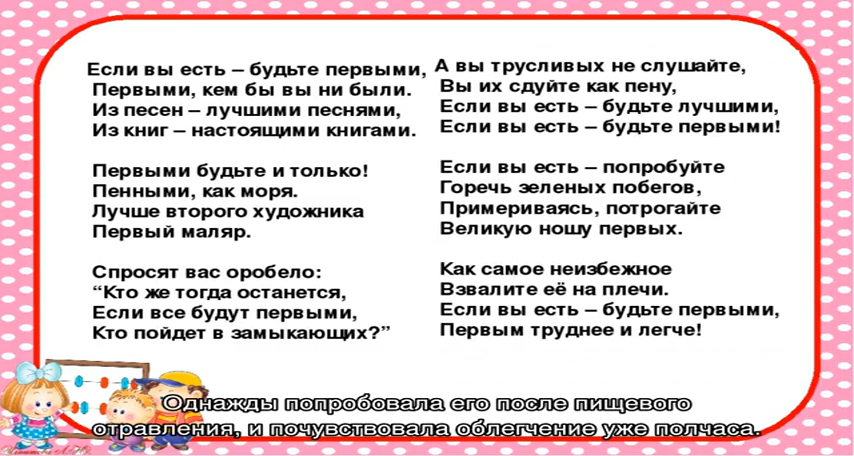 Если вы есть – будьте первыми,
Первыми, кем бы вы ни были.
Из песен – лучшими песнями,
Из книг – настоящими книгами.
Первыми будьте и только!
Пенными, как моря.
Лучше второго художника
Первый маляр.
Спросят вас оробело:
“Кто же тогда останется,
Если все будут первыми,
Кто пойдет в замыкающих?”
А вы трусливых не слушайте,
Вы их сдуйте как пену,
Если вы есть – будьте лучшими,
Если вы есть – будьте первыми!
Если вы есть – попробуйте
Горечь зеленых побегов,
Примериваясь, потрогайте
Великую ношу первых.
Как самое неизбежное
Взвалите её на плечи.
Если вы есть – будьте первыми,
Первым труднее и легче!
Однажды попробовала его после пищевого
отравления, и почувствовала облегчение уже полчаса.